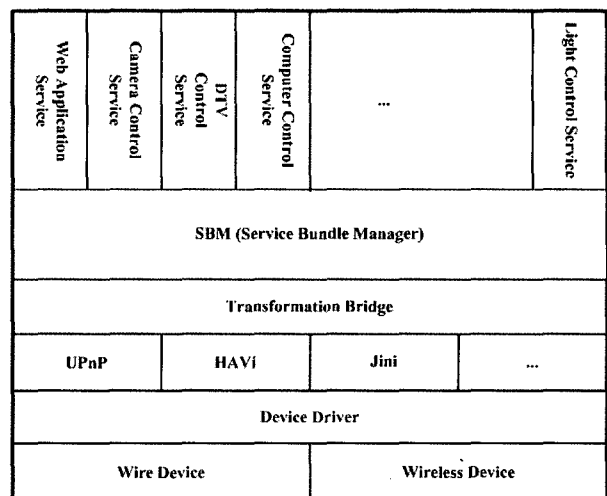 Web Application
Service
Camera Control
Service
DTV
Control
Service
Computer Control
Service
...
Light Control Service
SBM (Service Bundle Manager)
Transformation Bridge
UPnP
HAVi
Jini
...
Device Driver
Wire Device
Wireless Device